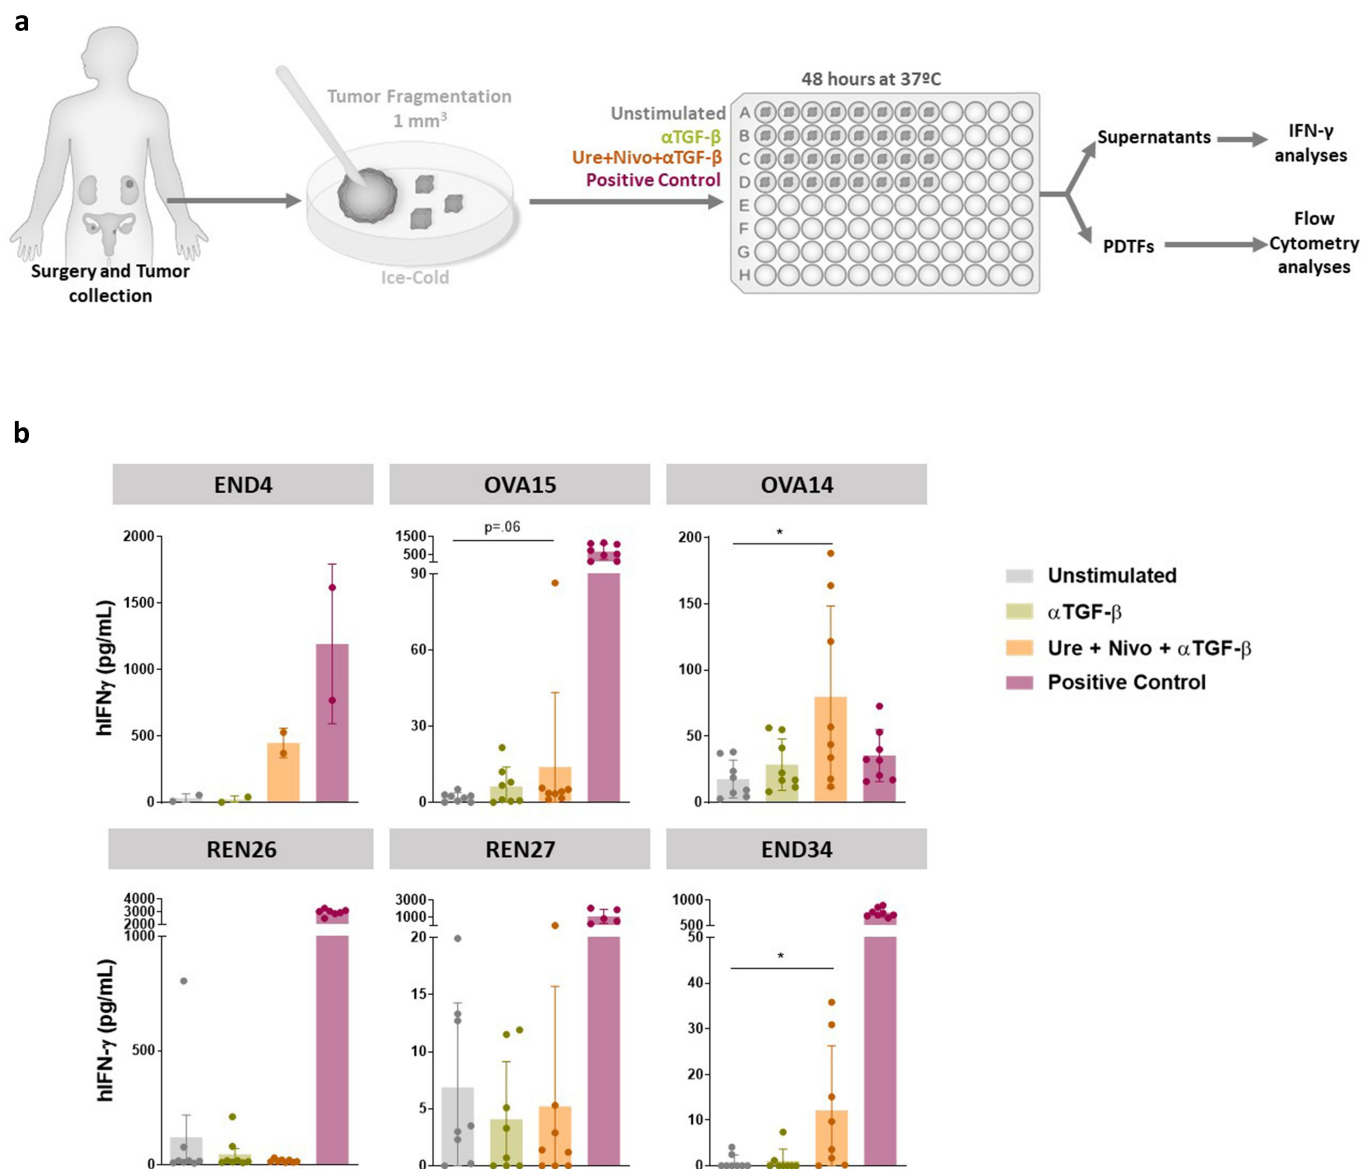 a
Tumor Fragmentation
1 mm³
Ice-Cold
Surgery and Tumor
collection
Unstimulated
αTGF-β
Ure+Nivo+αTGF-β
Positive Control
48 hours at 37ºC
A
B
C
D
E
F
G
H
Supernatants
IFN-γ
analyses
PDTFs
Flow
Cytometry
analyses
b
END4
hIFNγ (pg/mL)
2000
1500
1000
500
0
OVA15
p=.06
1500
500
90
60
30
0
OVA14
*
200
150
100
50
0
Unstimulated
αTGF-β
Ure + Nivo + αTGF-β
Positive Control
REN26
hIFN-γ (pg/mL)
4000
3000
2000
1000
500
0
REN27
3000
1000
20
15
10
5
0
END34
*
1000
500
50
40
30
20
10
0